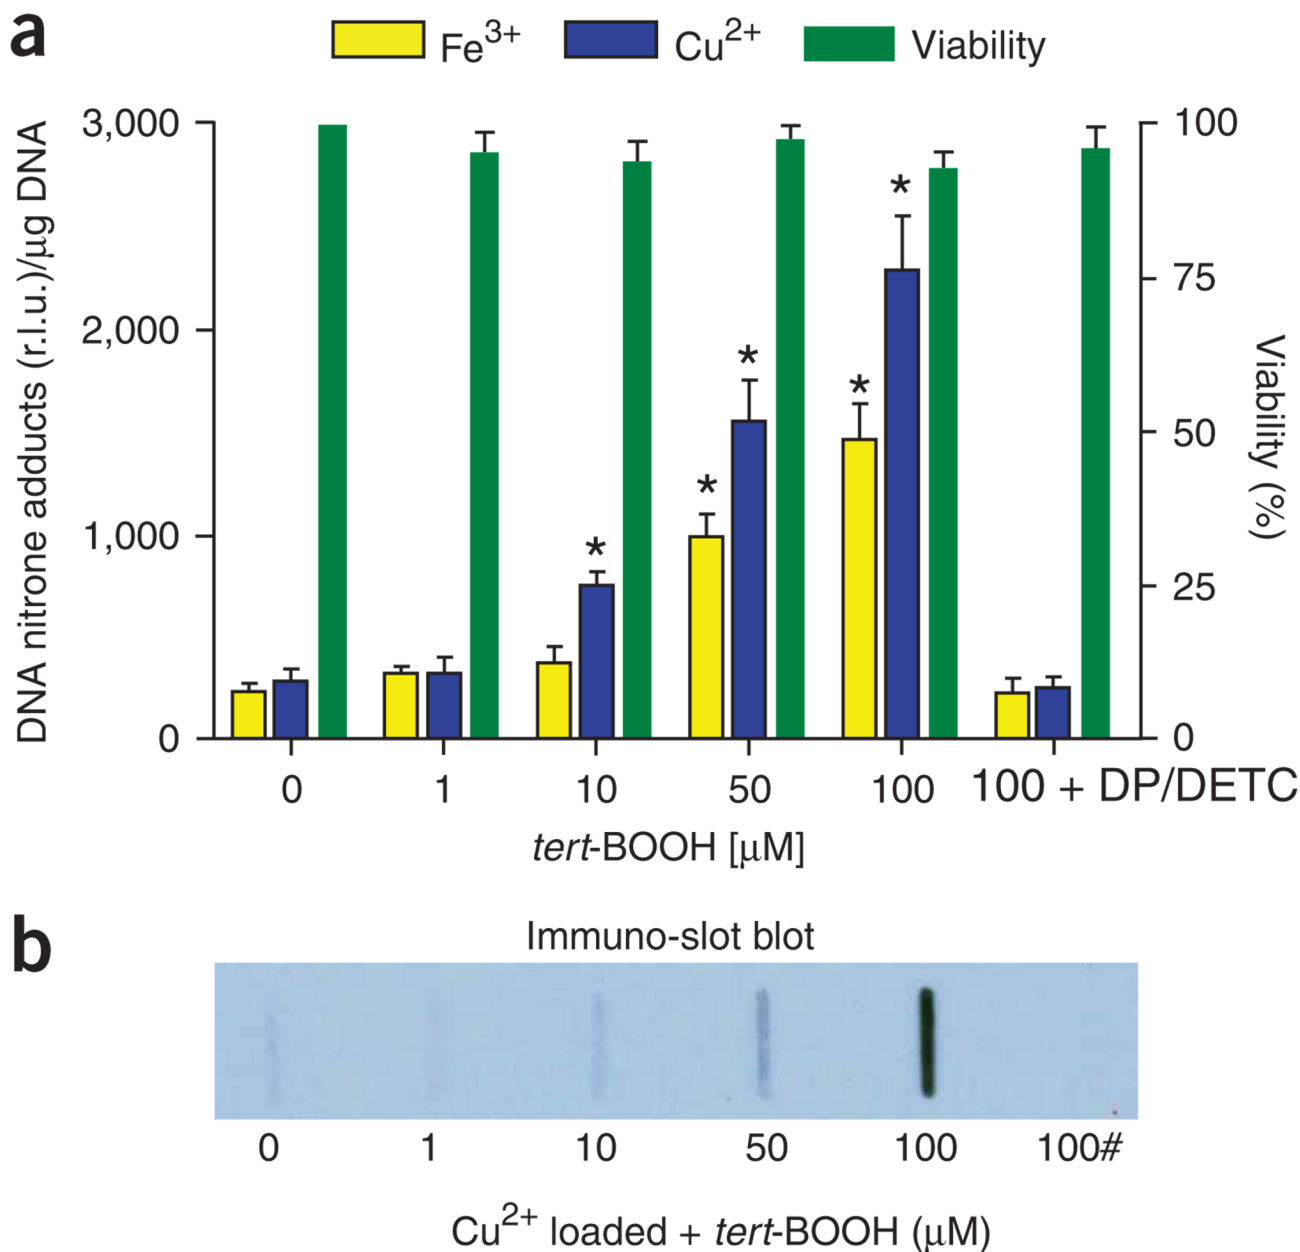 a
Fe³⁺ Cu²⁺ Viability
DNA nitrone adducts (r.l.u.)/μg DNA
3,000
2,000
1,000
0
100
75
50
25
0
Viability (%)
* * * * *
0 1 10 50 100 100 + DP/DETC
tert-BOOH [μM]
b
Immuno-slot blot
0 1 10 50 100 100#
Cu²⁺ loaded + tert-BOOH (μM)